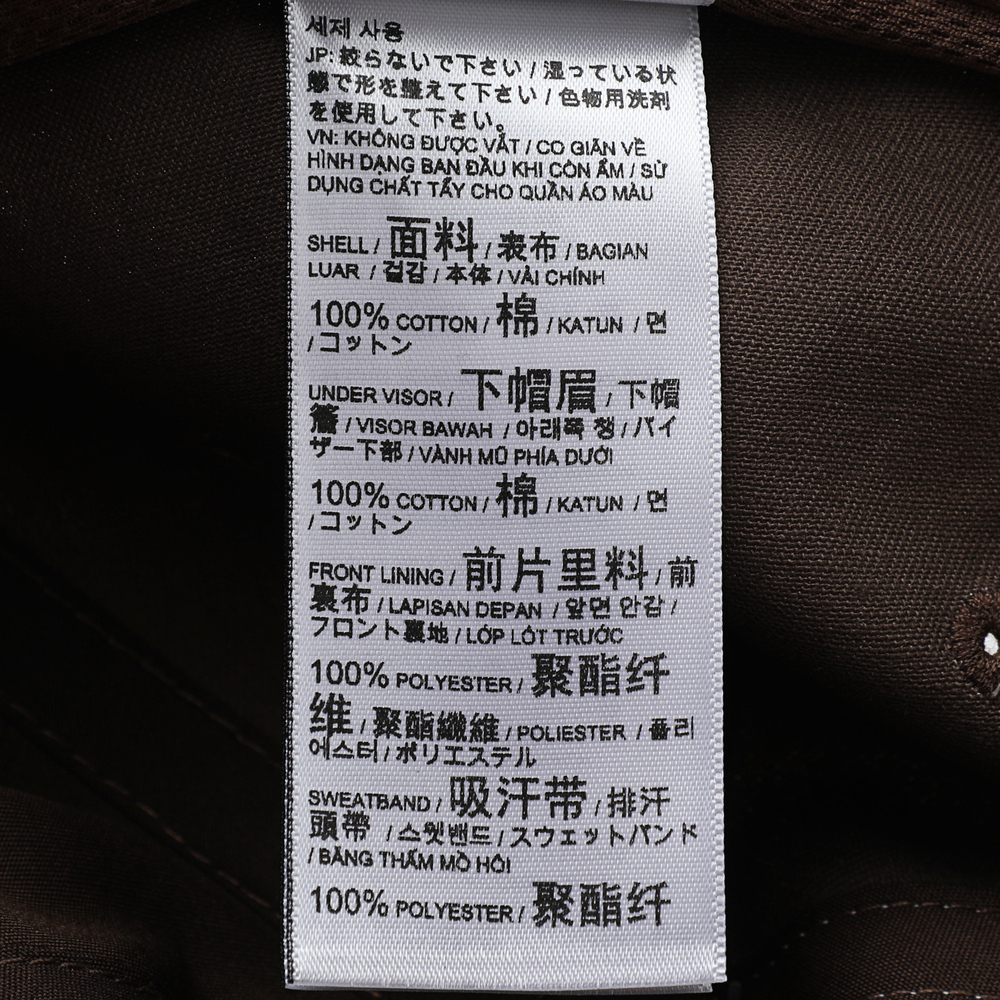 세제 사용
JP: 絞らないで下さい / 湿っている状
態で形を整えて下さい / 色物用洗剤
を使用して下さい。
VN: KHÔNG ĐƯỢC VẮT / CO GIÃN VỀ
HÌNH DẠNG BAN ĐẦU KHI CÒN ẨM / SỬ
DỤNG CHẤT TẨY CHO QUẦN ÁO MÀU
SHELL / 面料 / 表布 / BAGIAN
LUAR / 겉감 / 本体 / VẢI CHÍNH
100% COTTON / 棉 / KATUN / 면
/ コットン
UNDER VISOR / 下帽眉 / 下帽
簷 / VISOR BAWAH / 아래쪽 챙 / バイ
ザー下部 / VÀNH MŨ PHÍA DƯỚI
100% COTTON / 棉 / KATUN / 면
/ コットン
FRONT LINING / 前片里料 / 前
裏布 / LAPISAN DEPAN / 앞면 안감 /
フロント裏地 / LỚP LÓT TRƯỚC
100% POLYESTER / 聚酯纤
维 / 聚酯纖維 / POLIESTER / 폴리
에스터 / ポリエステル
SWEATBAND / 吸汗带 / 排汗
頭帶 / 스웻밴드 / スウェットバンド
/ BĂNG THẤM MỒ HÔI
100% POLYESTER / 聚酯纤